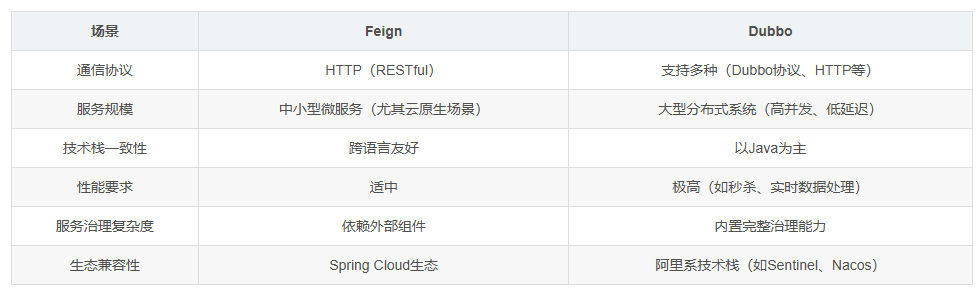 场景 Feign Dubbo
通信协议 HTTP（RESTful） 支持多种（Dubbo协议、HTTP等）
服务规模 中小型微服务（尤其云原生场景） 大型分布式系统（高并发、低延迟）
技术栈一致性 跨语言友好 以Java为主
性能要求 适中 极高（如秒杀、实时数据处理）
服务治理复杂度 依赖外部组件 内置完整治理能力
生态兼容性 Spring Cloud生态 阿里系技术栈（如Sentinel、Nacos）